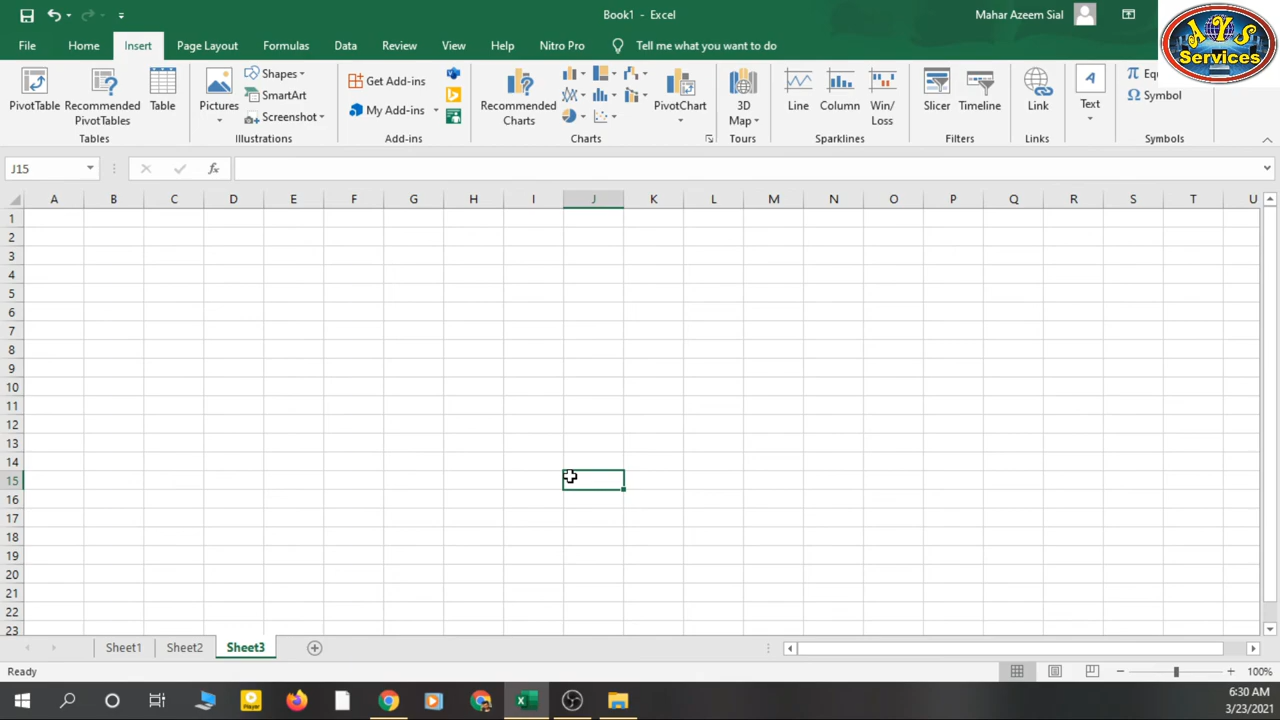 Book1 - Excel
Mahar Azeem Sial
AYS
Services
File Home Insert Page Layout Formulas Data Review View Help Nitro Pro Tell me what you want to do
PivotTable
Recommended
PivotTables
Table
Tables
Pictures
Shapes
SmartArt
Screenshot
Illustrations
Get Add-ins
My Add-ins
Add-ins
Recommended
Charts
PivotChart
Charts
3D
Map
Tours
Line
Column
Win/
Loss
Sparklines
Slicer
Timeline
Filters
Link
Links
A
Text
π Equ
Ω Symbol
Symbols
J15
fx
A B C D E F G H I J K L M N O P Q R S T U
1
2
3
4
5
6
7
8
9
10
11
12
13
14
15
16
17
18
19
20
21
22
23
Sheet1 Sheet2 Sheet3
Ready
100%
Player
6:30 AM
3/23/2021